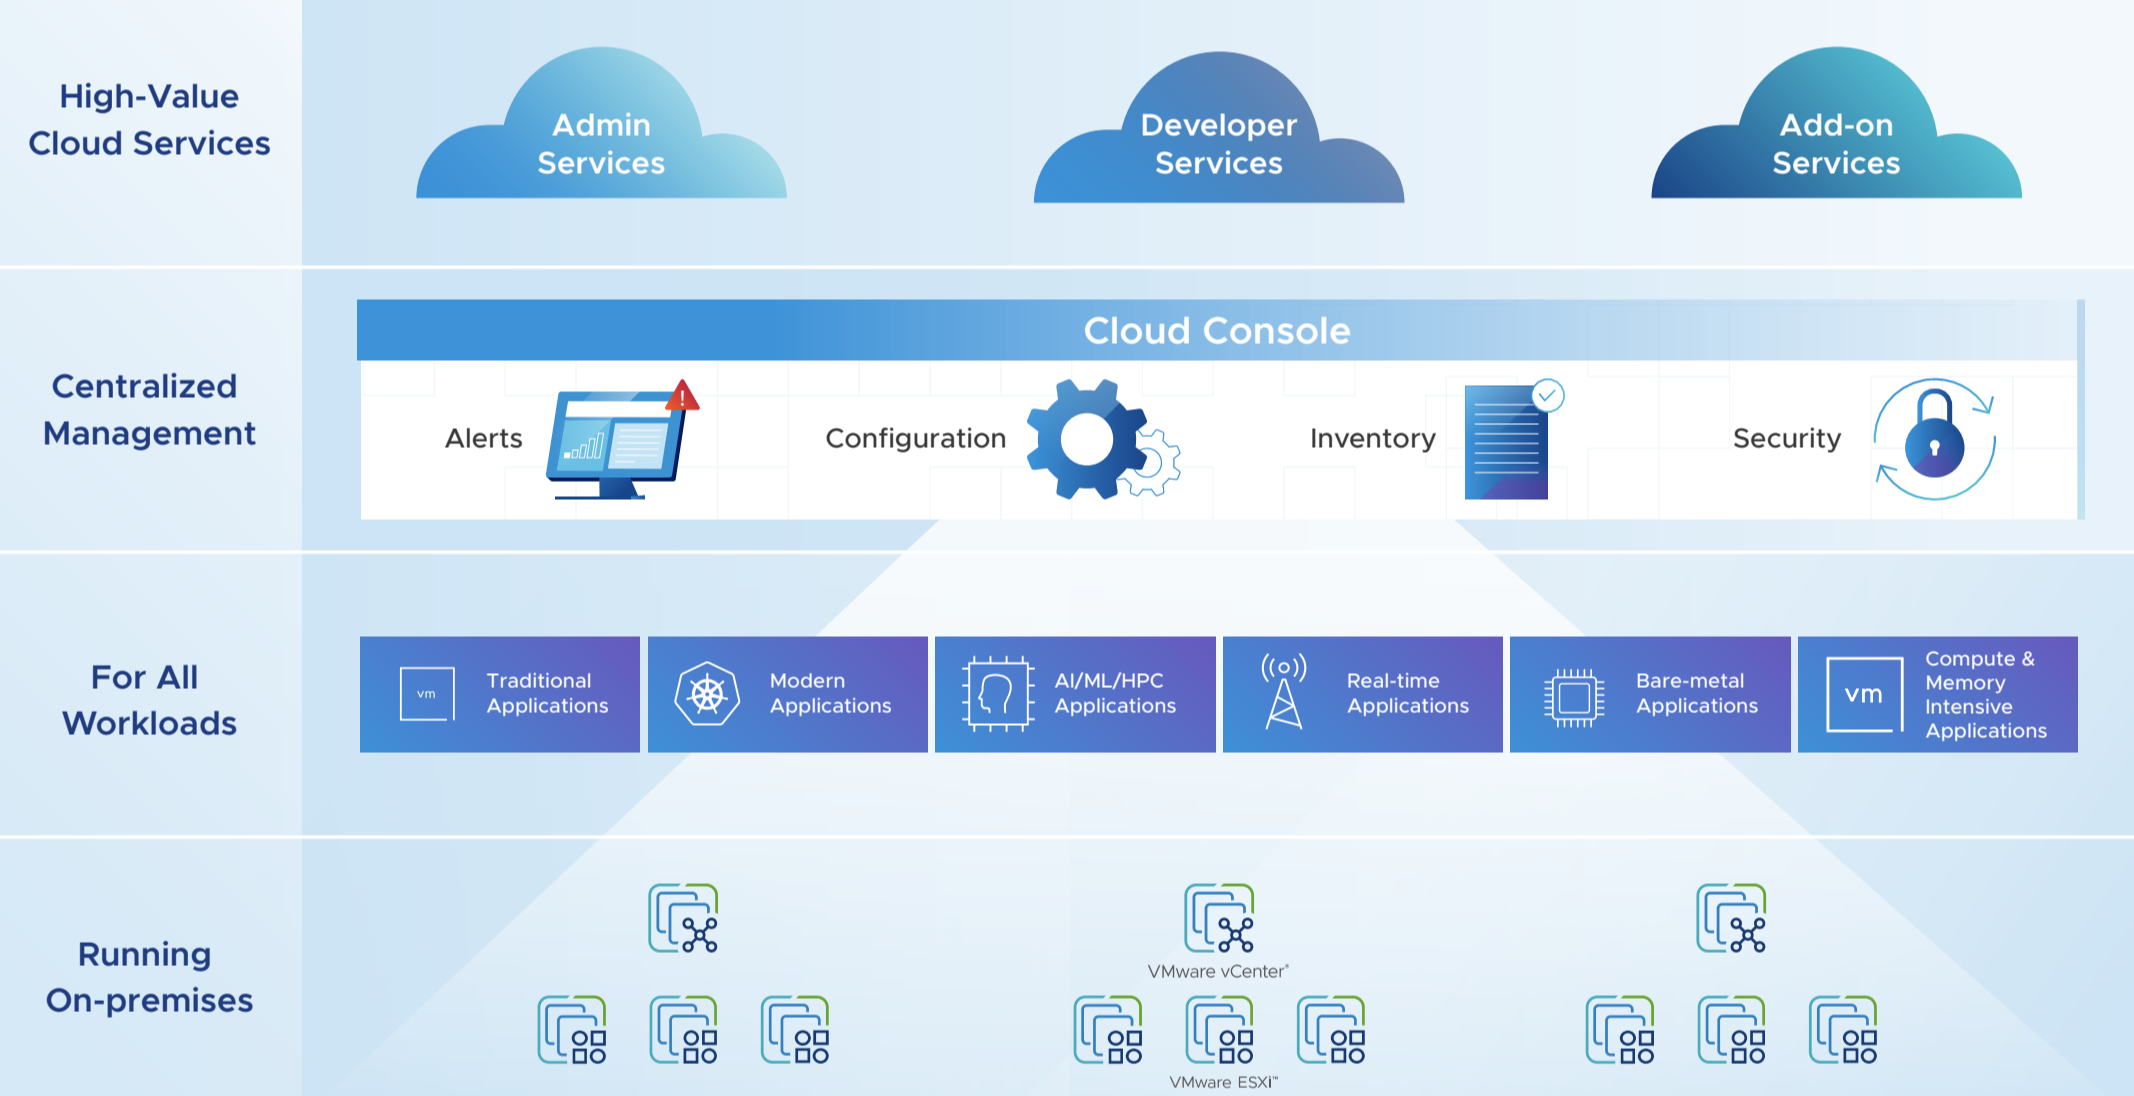 High-Value
Cloud Services
Admin
Services
Developer
Services
Add-on
Services
Centralized
Management
Cloud Console
Alerts
!
Configuration
Inventory
Security
For All
Workloads
vm
Traditional
Applications
Modern
Applications
AI/ML/HPC
Applications
Real-time
Applications
Bare-metal
Applications
vm
Compute &
Memory
Intensive
Applications
Running
On-premises
VMware vCenter®
VMware ESXi™